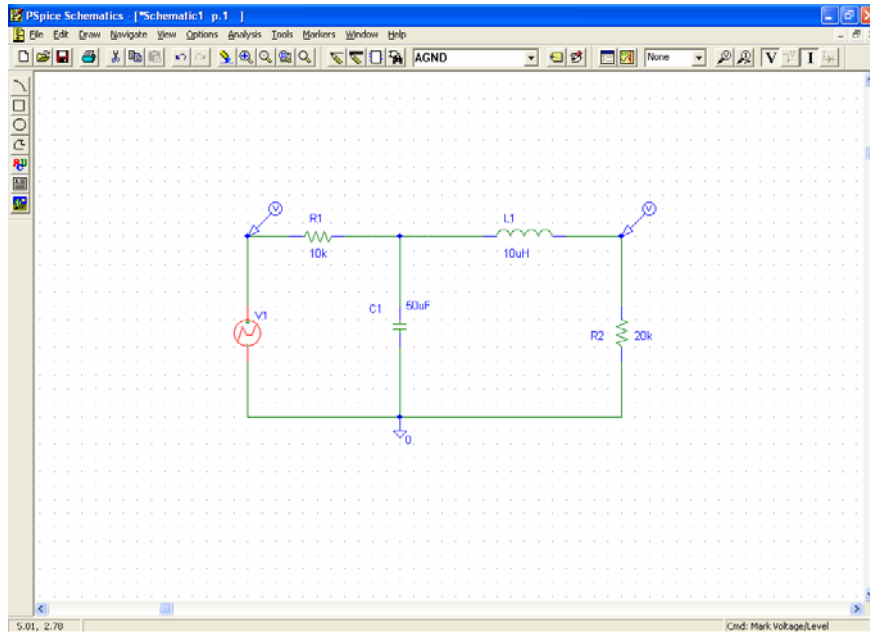 PSpice Schematics - [*Schematic1 p.1 ]
File Edit Draw Navigate View Options Analysis Tools Markers Window Help
AGND
None
V
I
V
V
R1
L1
10k
10uH
C1
50uF
V1
R2
20k
0
5.01, 2.78
Cmd: Mark Voltage/Level